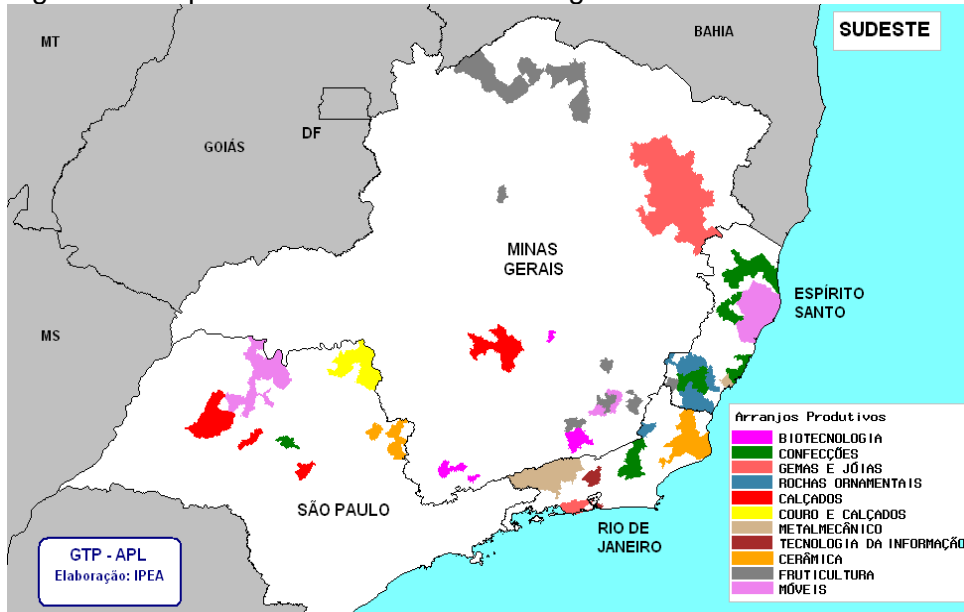 MT
BAHIA
SUDESTE
GOIÁS
DF
MINAS
GERAIS
ESPÍRITO
SANTO
MS
SÃO PAULO
RIO DE
JANEIRO
Arranjos Produtivos
BIOTECNOLOGIA
CONFECÇÕES
GEMAS E JÓIAS
ROCHAS ORNAMENTAIS
CALÇADOS
COURO E CALÇADOS
METALMECÂNICO
TECNOLOGIA DA INFORMAÇÃO
CERÂMICA
FRUTICULTURA
MÓVEIS
GTP - APL
Elaboração: IPEA